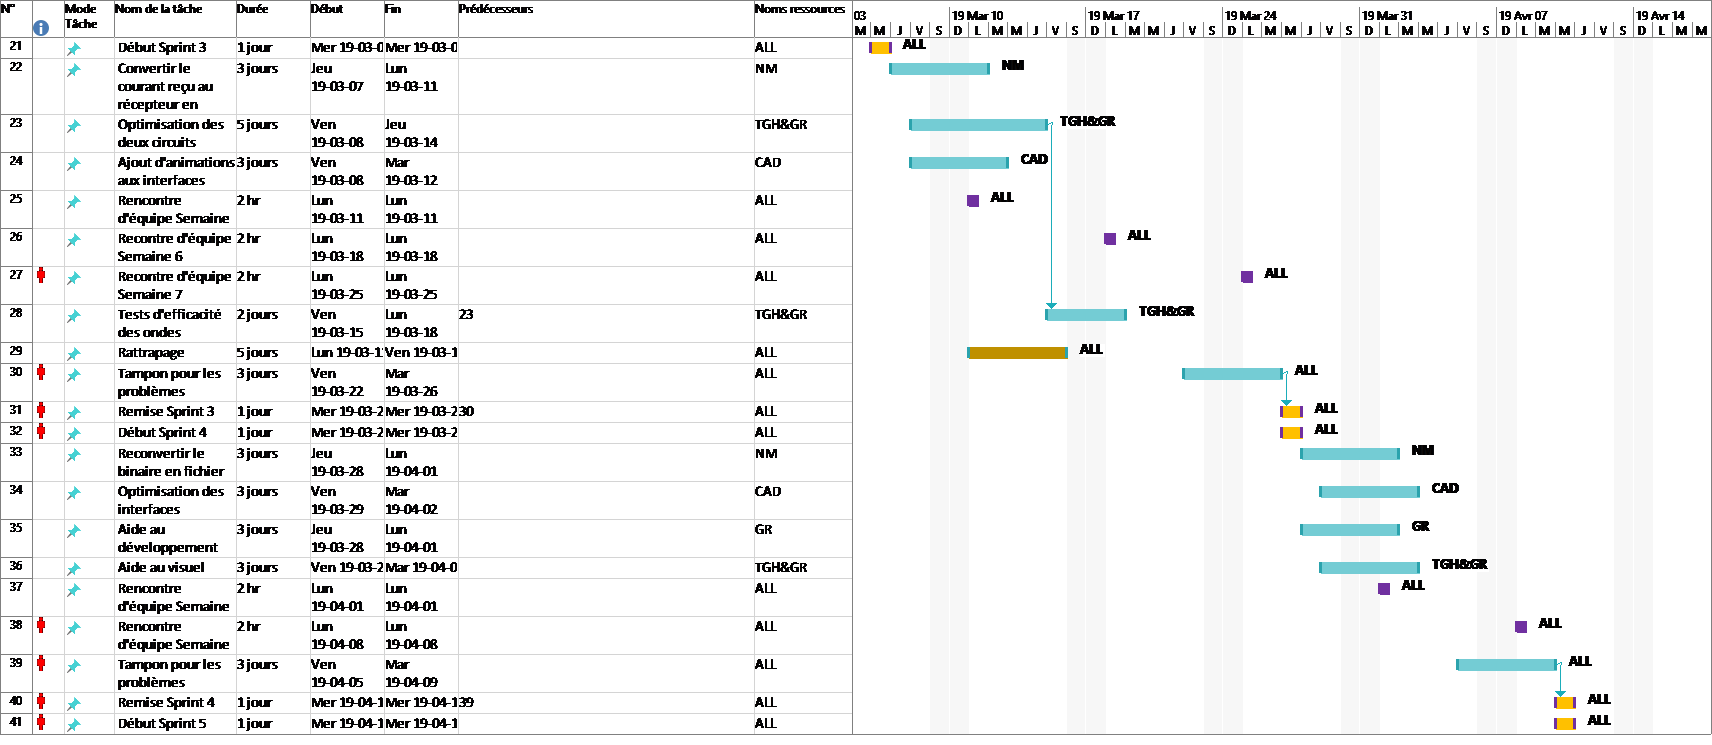 N° Mode Nom de la tâche Durée Début Fin Prédécesseurs Noms ressources 03 19 Mar 10 19 Mar 17 19 Mar 24 19 Mar 31 19 Avr 07 19 Avr 14
Tâche M M J V S D L M M J V S D L M M J V S D L M M J V S D L M M J V S D L M M J V S D L M M
21 Début Sprint 3 1 jour Mer 19-03-0 Mer 19-03-0 ALL ALL
22 Convertir le 3 jours Jeu Lun NM NM
courant reçu au 19-03-07 19-03-11
récepteur en
23 Optimisation des 5 jours Ven Jeu TGH&GR TGH&GR
deux circuits 19-03-08 19-03-14
24 Ajout d'animations 3 jours Ven Mar CAD CAD
aux interfaces 19-03-08 19-03-12
25 Rencontre 2 hr Lun Lun ALL ALL
d'équipe Semaine 19-03-11 19-03-11
26 Recontre d'équipe 2 hr Lun Lun ALL ALL
Semaine 6 19-03-18 19-03-18
27 Recontre d'équipe 2 hr Lun Lun ALL ALL
Semaine 7 19-03-25 19-03-25
28 Tests d'efficacité 2 jours Ven Lun 23 TGH&GR TGH&GR
des ondes 19-03-15 19-03-18
29 Rattrapage 5 jours Lun 19-03-1 Ven 19-03-1 ALL ALL
30 Tampon pour les 3 jours Ven Mar ALL ALL
problèmes 19-03-22 19-03-26
31 Remise Sprint 3 1 jour Mer 19-03-2 Mer 19-03-2 30 ALL ALL
32 Début Sprint 4 1 jour Mer 19-03-2 Mer 19-03-2 ALL ALL
33 Reconvertir le 3 jours Jeu Lun NM NM
binaire en fichier 19-03-28 19-04-01
34 Optimisation des 3 jours Ven Mar CAD CAD
interfaces 19-03-29 19-04-02
35 Aide au 3 jours Jeu Lun GR GR
développement 19-03-28 19-04-01
36 Aide au visuel 3 jours Ven 19-03-2 Mar 19-04-0 TGH&GR TGH&GR
37 Rencontre 2 hr Lun Lun ALL ALL
d'équipe Semaine 19-04-01 19-04-01
38 Rencontre 2 hr Lun Lun ALL ALL
d'équipe Semaine 19-04-08 19-04-08
39 Tampon pour les 3 jours Ven Mar ALL ALL
problèmes 19-04-05 19-04-09
40 Remise Sprint 4 1 jour Mer 19-04-1 Mer 19-04-1 39 ALL ALL
41 Début Sprint 5 1 jour Mer 19-04-1 Mer 19-04-1 ALL ALL